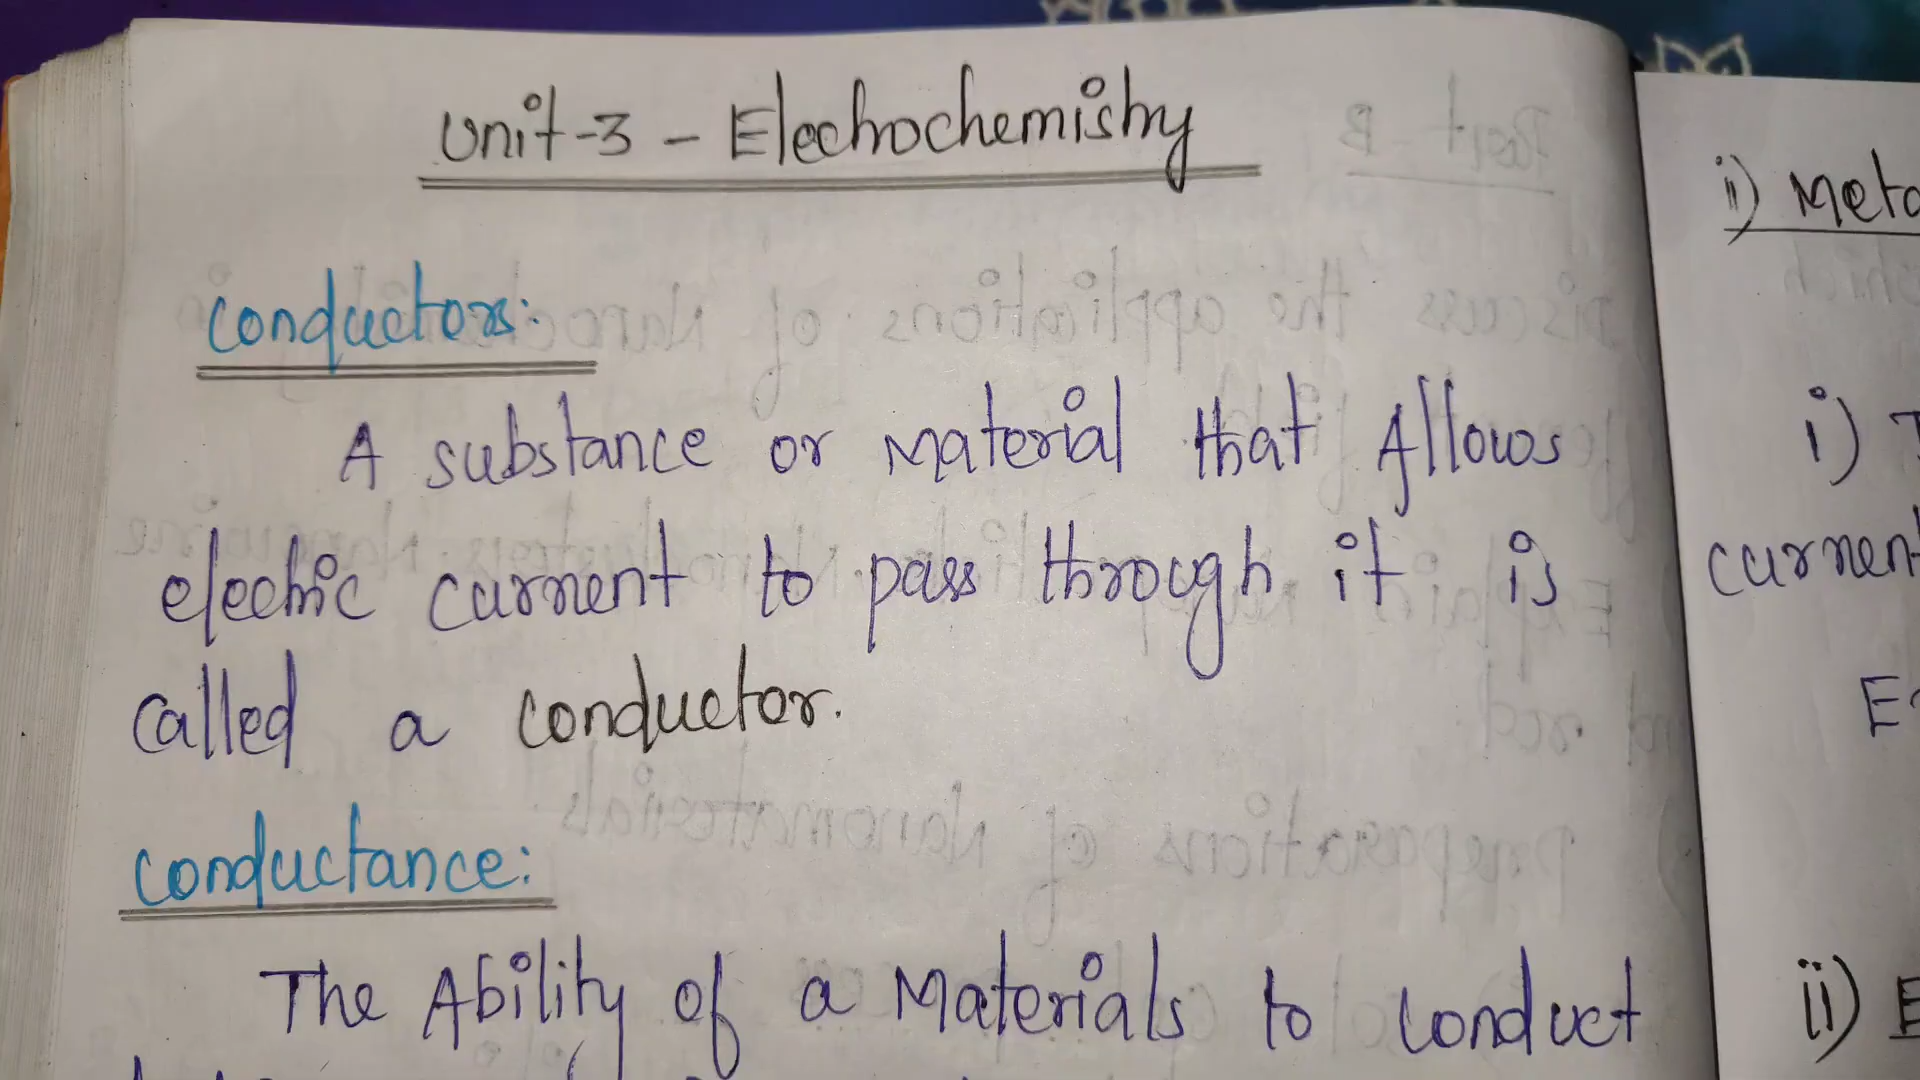 Unit-3 - Electrochemistry
Conductors:
A substance or Material that Allows
electric current to pass through it is
called a conductor.
Conductance:
The Ability of a Materials to conduct
ii) Meta
i)
current
ii) E